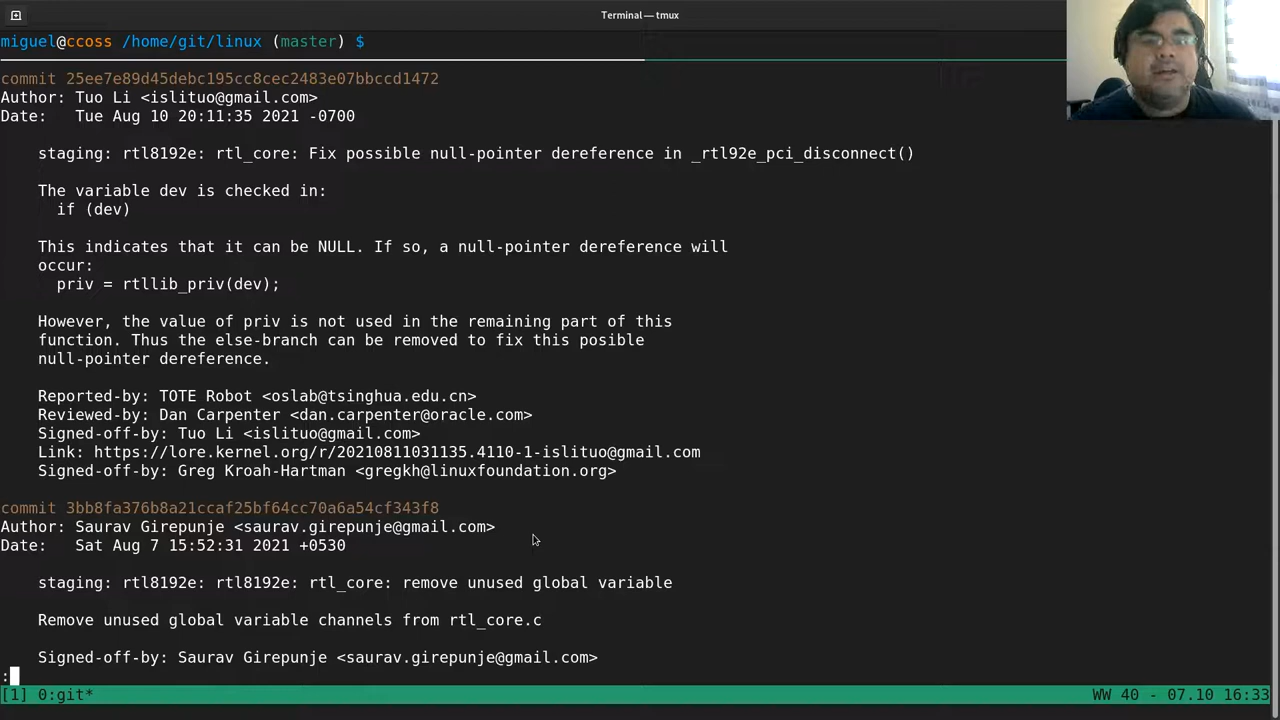 Terminal — tmux
miguel@ccoss /home/git/linux (master) $
commit 25ee7e89d45debc195cc8cec2483e07bbccd1472
Author: Tuo Li <islituo@gmail.com>
Date:   Tue Aug 10 20:11:35 2021 -0700
staging: rtl8192e: rtl_core: Fix possible null-pointer dereference in _rtl92e_pci_disconnect()
The variable dev is checked in:
if (dev)
This indicates that it can be NULL. If so, a null-pointer dereference will
occur:
priv = rtllib_priv(dev);
However, the value of priv is not used in the remaining part of this
function. Thus the else-branch can be removed to fix this posible
null-pointer dereference.
Reported-by: TOTE Robot <oslab@tsinghua.edu.cn>
Reviewed-by: Dan Carpenter <dan.carpenter@oracle.com>
Signed-off-by: Tuo Li <islituo@gmail.com>
Link: https://lore.kernel.org/r/20210811031135.4110-1-islituo@gmail.com
Signed-off-by: Greg Kroah-Hartman <gregkh@linuxfoundation.org>
commit 3bb8fa376b8a21ccaf25bf64cc70a6a54cf343f8
Author: Saurav Girepunje <saurav.girepunje@gmail.com>
Date:   Sat Aug 7 15:52:31 2021 +0530
staging: rtl8192e: rtl8192e: rtl_core: remove unused global variable
Remove unused global variable channels from rtl_core.c
Signed-off-by: Saurav Girepunje <saurav.girepunje@gmail.com>
:
[1] 0:git* WW 40 - 07.10 16:33